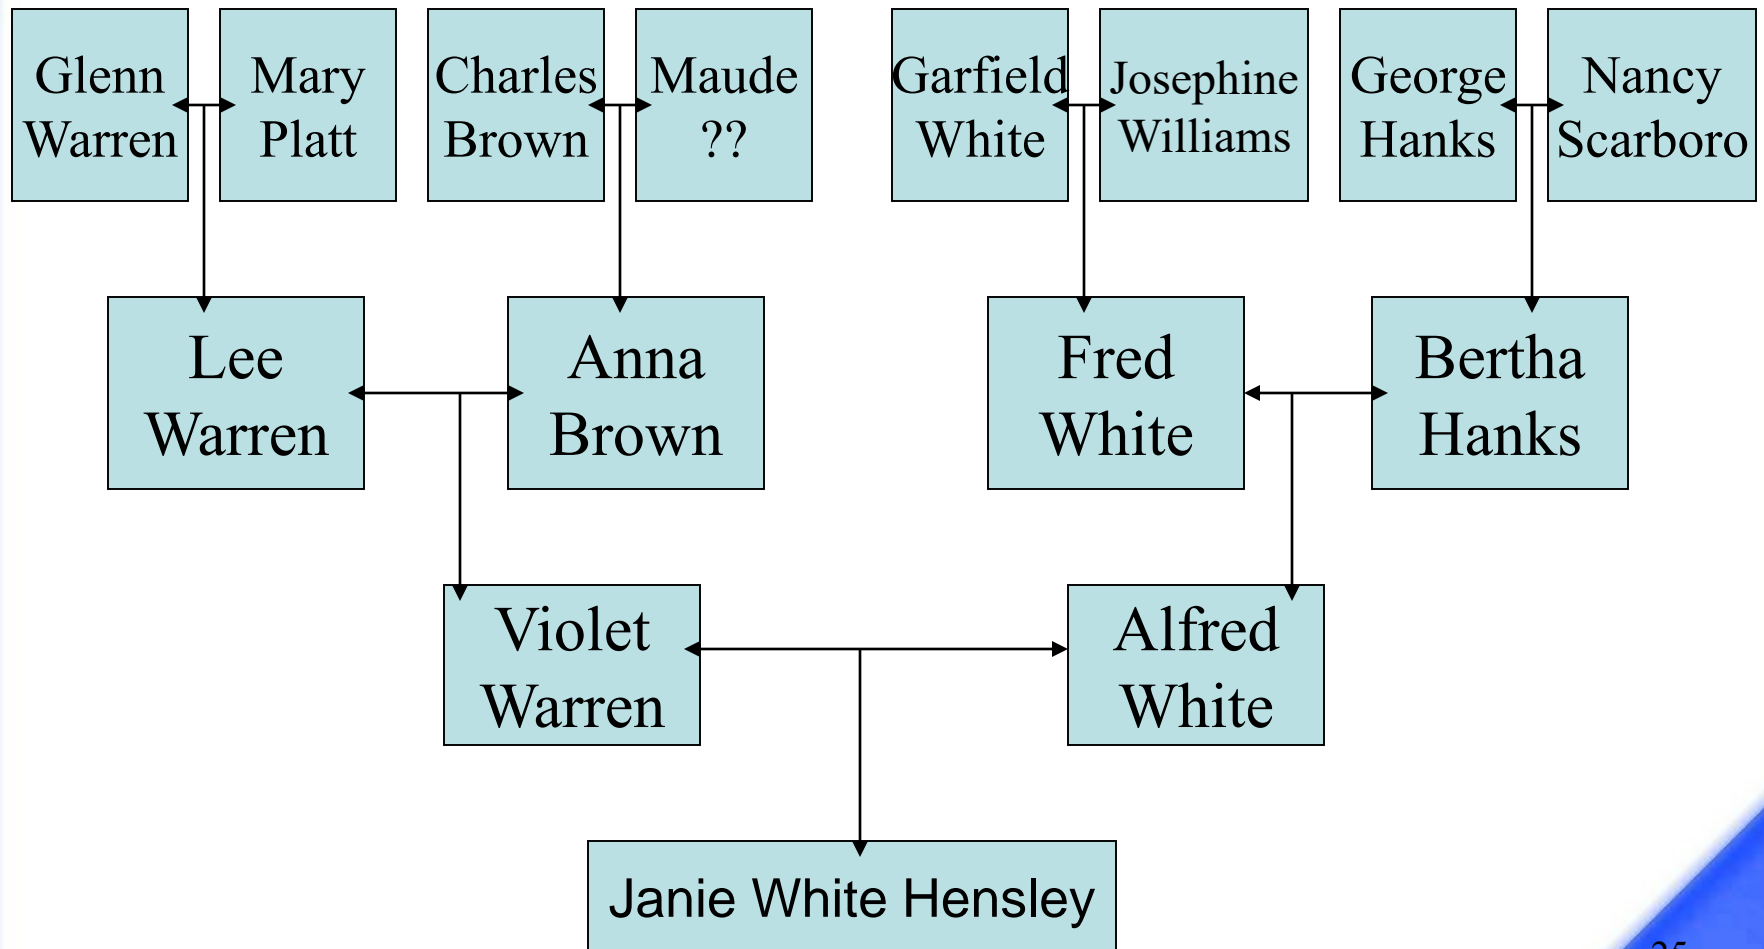 Glenn
Warren
Mary
Platt
Charles
Brown
Maude
??
Garfield
White
Josephine
Williams
George
Hanks
Nancy
Scarboro
Lee
Warren
Anna
Brown
Fred
White
Bertha
Hanks
Violet
Warren
Alfred
White
Janie White Hensley